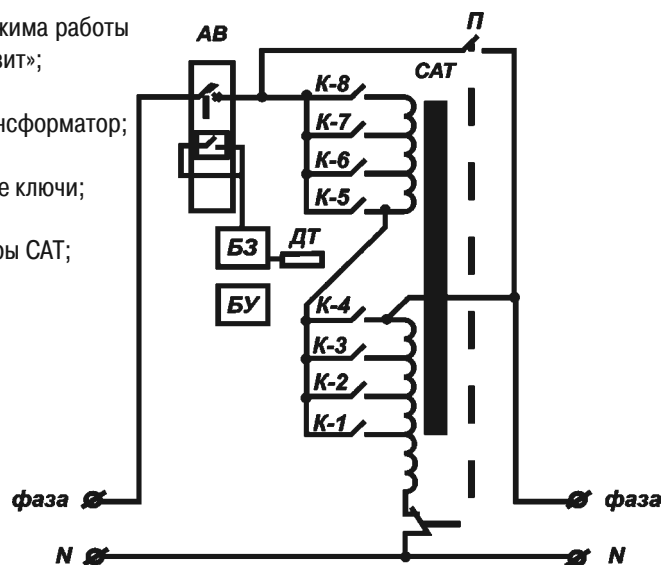 жима работы
вит»;
нсформатор;
е ключи;
ры САТ;
АВ
П
САТ
К-8
К-7
К-6
К-5
БЗ
ДТ
БУ
К-4
К-3
К-2
К-1
фаза
фаза
N
N